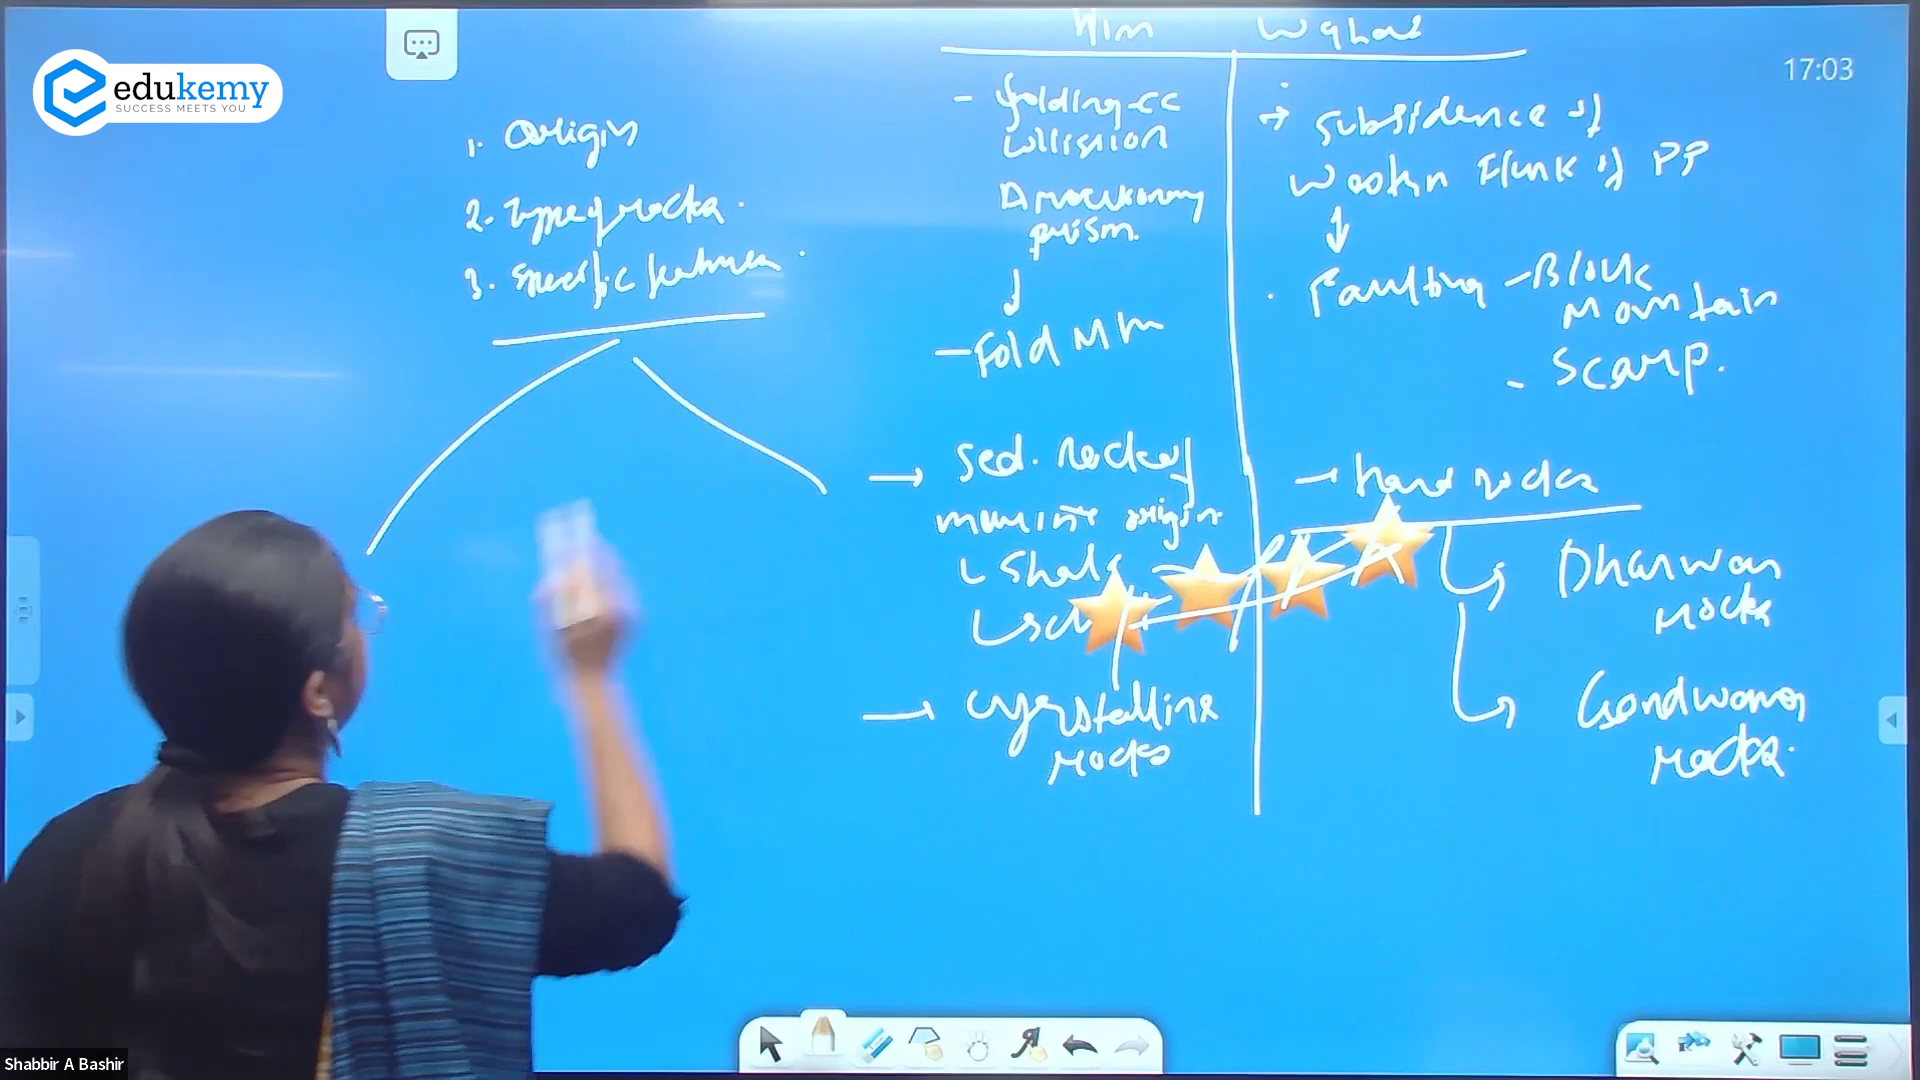 edukemy
SUCCESS MEETS YOU
17:03
Him
W ghat
1. Origin
2. Type of rocks.
3. Specific features.
- folding - cc
collision
Accretionary
prism.
- Fold Mtn
→ Sed. rocks of
marine origin
Shale
→ crystalline
rocks
→ Subsidence of
Western Flank of PP
Faulting - Block
Mountain
- Scarp.
→ hard rocks
Dharwar
rocks
Gondwana
rocks.
Shabbir A Bashir